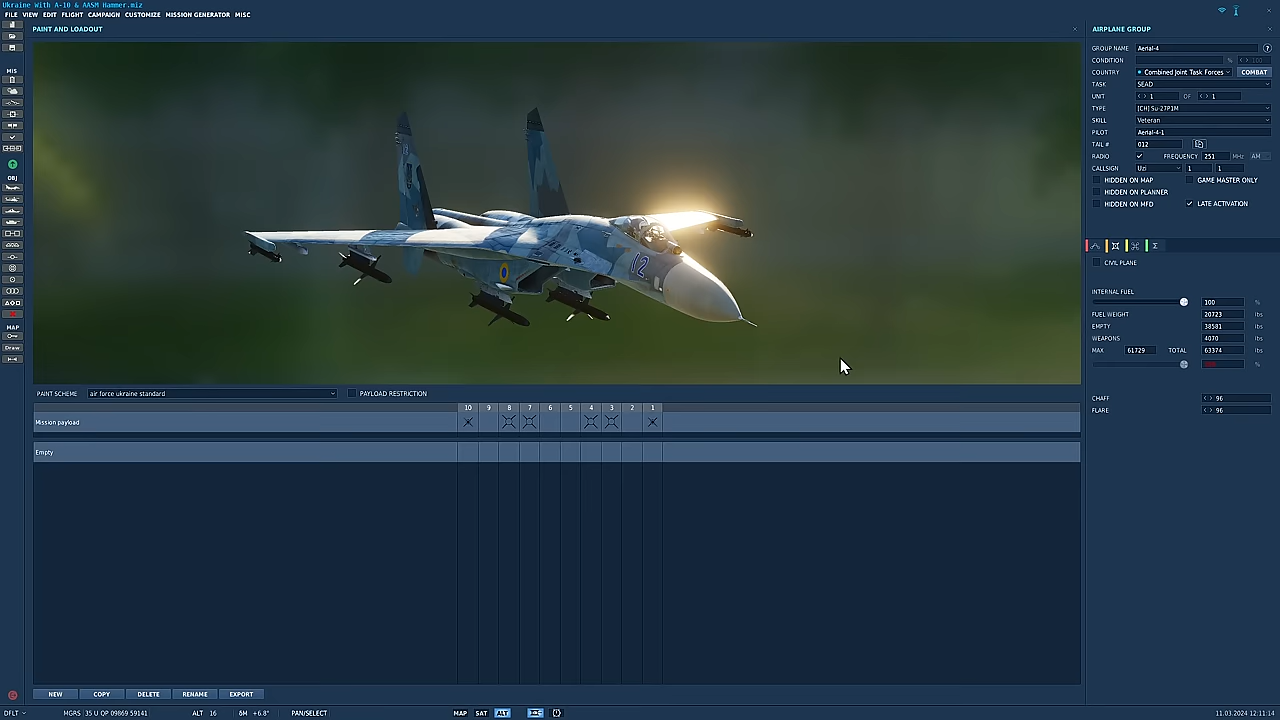 Ukraine With A-10 & AASM Hammer.miz
FILE VIEW EDIT FLIGHT CAMPAIGN CUSTOMIZE MISSION GENERATOR MISC
PAINT AND LOADOUT
AIRPLANE GROUP
GROUP NAME Aerial-4 ?
CONDITION % 100
COUNTRY Combined Joint Task Forces COMBAT
TASK SEAD
UNIT 1 OF 1
TYPE [CH] Su-27P1M
SKILL Veteran
PILOT Aerial-4-1
TAIL # 012
RADIO FREQUENCY 251 MHz AM
CALLSIGN Uzi 1 1
HIDDEN ON MAP GAME MASTER ONLY
HIDDEN ON PLANNER
HIDDEN ON MFD LATE ACTIVATION
CIVIL PLANE
INTERNAL FUEL
100 %
FUEL WEIGHT 20723 lbs
EMPTY 38581 lbs
WEAPONS 4070 lbs
MAX 61729 TOTAL 63374 lbs
%
CHAFF 96
FLARE 96
MIS
OBJ
MAP
Draw
12
PAINT SCHEME air force ukraine standard PAYLOAD RESTRICTION
10 9 8 7 6 5 4 3 2 1
Mission payload
Empty
NEW COPY DELETE RENAME EXPORT
DFLT MGRS 35 U OP 09869 59141 ALT 16 δM +6.8° PAN/SELECT MAP SAT ALT 11.03.2024 12:11:14